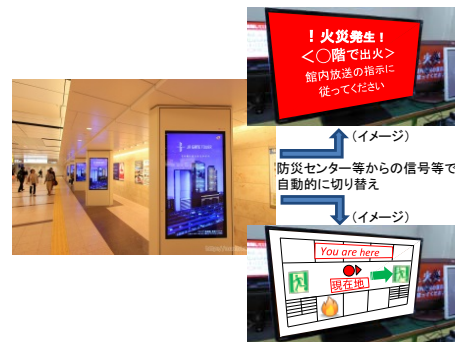 ！火災発生！
＜○階で出火＞
館内放送の指示に
従ってください
（イメージ）
防災センター等からの信号等で
自動的に切り替え
（イメージ）
You are here
現在地